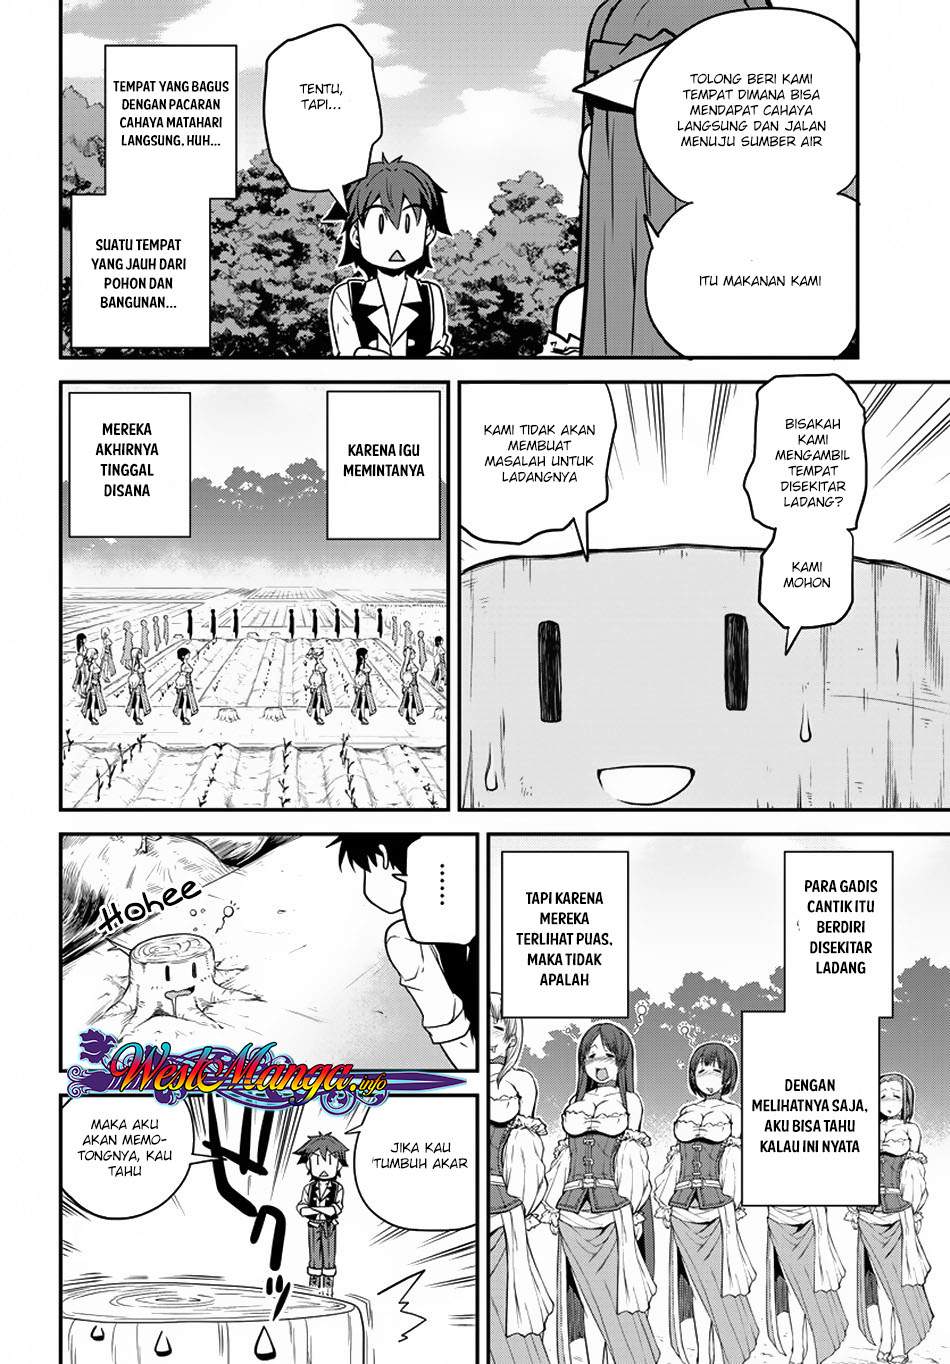 TOLONG BERI KAMI
TEMPAT DIMANA BISA
MENDAPAT CAHAYA
LANGSUNG DAN JALAN
MENUJU SUMBER AIR
ITU MAKANAN KAMI
TENTU,
TAPI...
TEMPAT YANG BAGUS
DENGAN PACARAN
CAHAYA MATAHARI
LANGSUNG, HUH...
SUATU TEMPAT
YANG JAUH DARI
POHON DAN
BANGUNAN...
BISAKAH
KAMI
MENGAMBIL
TEMPAT
DISEKITAR
LADANG?
KAMI
MOHON
KAMI TIDAK AKAN
MEMBUAT
MASALAH UNTUK
LADANGNYA
KARENA IGU
MEMINTANYA
MEREKA
AKHIRNYA
TINGGAL
DISANA
PARA GADIS
CANTIK ITU
BERDIRI
DISEKITAR
LADANG
DENGAN
MELIHATNYA SAJA,
AKU BISA TAHU
KALAU INI NYATA
TAPI KARENA
MEREKA
TERLIHAT PUAS,
MAKA TIDAK
APALAH
........
Hohee
WestManga.info
JIKA KAU
TUMBUH AKAR
MAKA AKU
AKAN MEMO-
TONGNYA, KAU
TAHU